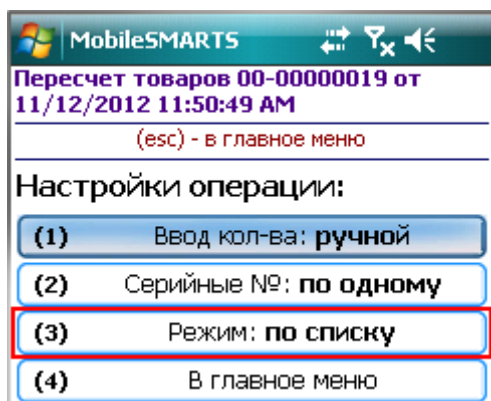 MobileSMARTS
Пересчет товаров 00-00000019 от
11/12/2012 11:50:49 AM
(esc) - в главное меню
Настройки операции:
(1) Ввод кол-ва: ручной
(2) Серийные №: по одному
(3) Режим: по списку
(4) В главное меню